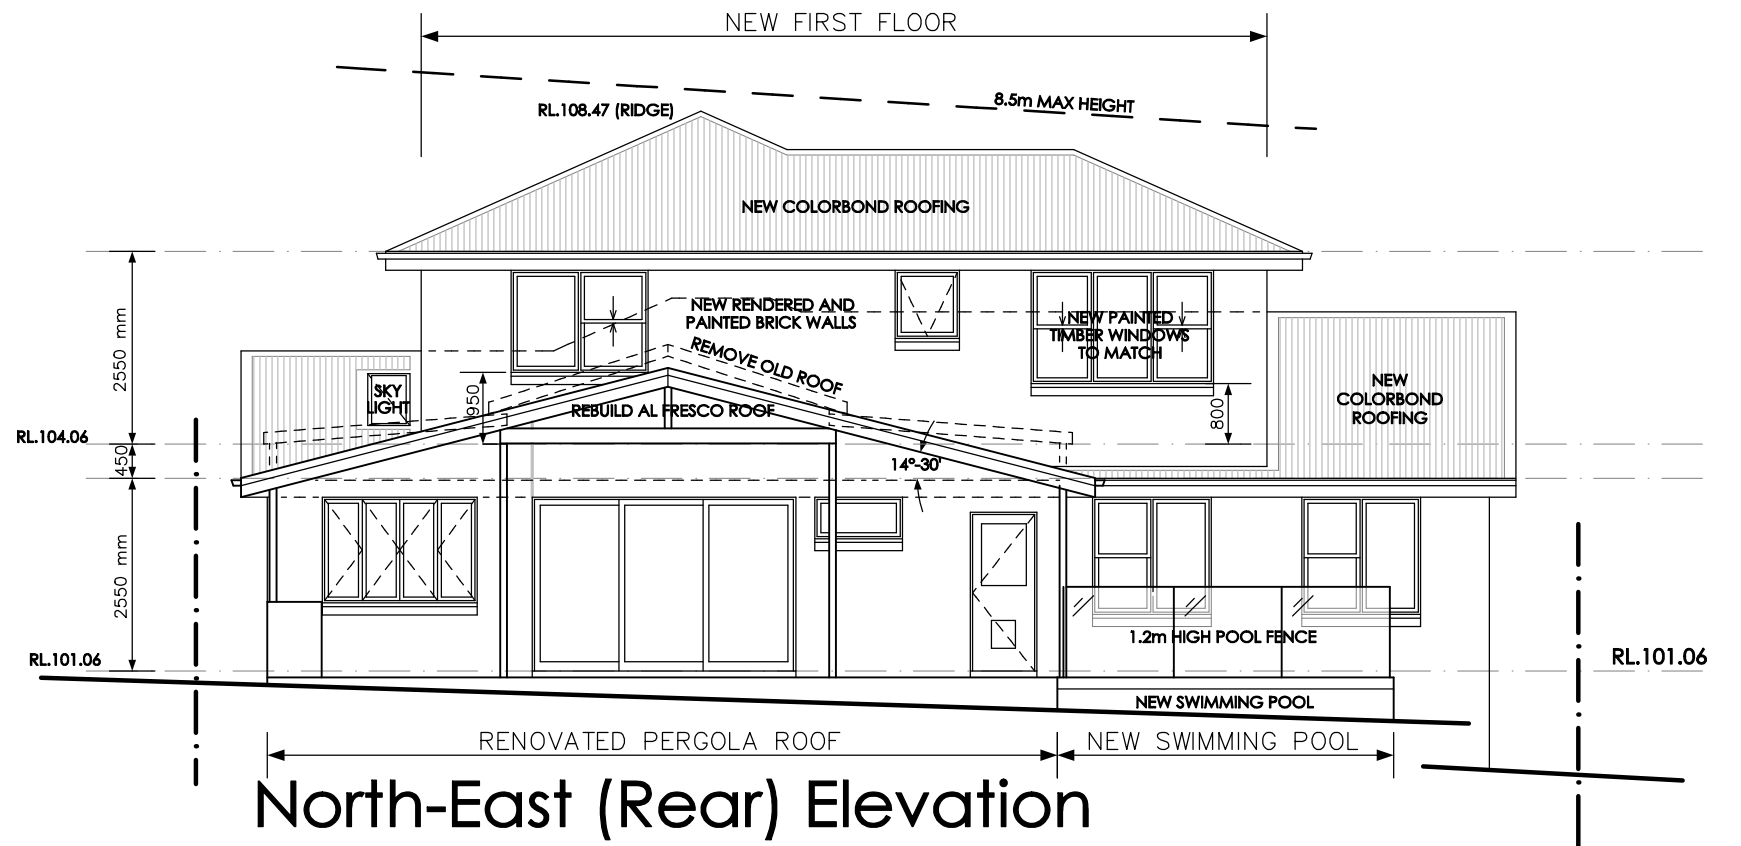 NEW FIRST FLOOR
8.5m MAX HEIGHT
RL.108.47 (RIDGE)
NEW COLORBOND ROOFING
NEW RENDERED AND
PAINTED BRICK WALLS
NEW PAINTED
TIMBER WINDOWS
TO MATCH
2550 mm
REMOVE OLD ROOF
SKY
LIGHT
950
REBUILD AL FRESCO ROOF
800
NEW
COLORBOND
ROOFING
RL.104.06
450
14°-30'
2550 mm
1.2m HIGH POOL FENCE
RL.101.06
RL.101.06
NEW SWIMMING POOL
RENOVATED PERGOLA ROOF
NEW SWIMMING POOL
North-East (Rear) Elevation